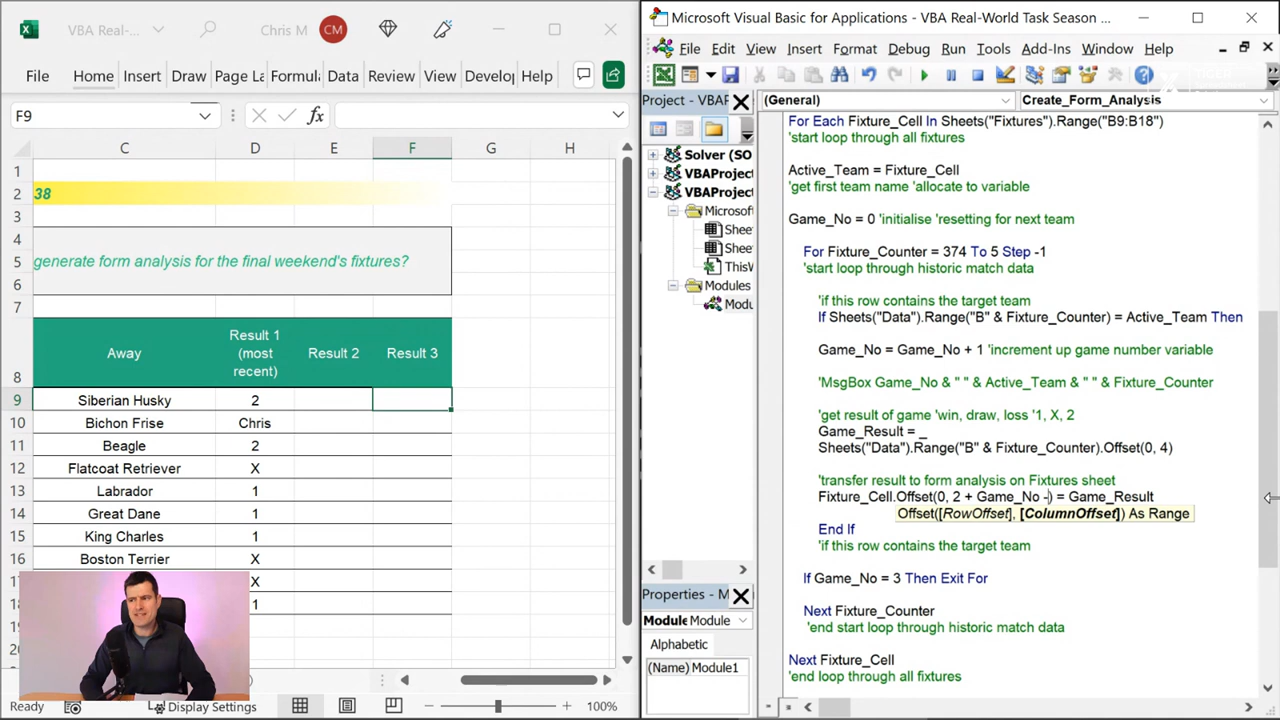 VBA Real-...
Chris M
CM
File Home Insert Draw Page La Formula Data Review View Develo Help
F9
fx
C D E F G H
1
2 38
3
4
generate form analysis for the final weekend's fixtures?
6
7
8 Away Result 1 (most recent) Result 2 Result 3
9 Siberian Husky 2
10 Bichon Frise Chris
11 Beagle 2
12 Flatcoat Retriever X
13 Labrador 1
14 Great Dane 1
15 King Charles 1
16 Boston Terrier X
X
1
Ready
Display Settings
100%
Microsoft Visual Basic for Applications - VBA Real-World Task Season ...
File Edit View Insert Format Debug Run Tools Add-Ins Window Help
Project - VBAP
Solver (SO
VBAProjec
VBAProjec
Microsof
Shee
Shee
ThisW
Modules
Modu
Properties - M
Module1 Module
Alphabetic
(Name) Module1
(General)
Create_Form_Analysis
For Each Fixture_Cell In Sheets("Fixtures").Range("B9:B18")
'start loop through all fixtures
Active_Team = Fixture_Cell
'get first team name 'allocate to variable
Game_No = 0 'initialise 'resetting for next team
For Fixture_Counter = 374 To 5 Step -1
'start loop through historic match data
'if this row contains the target team
If Sheets("Data").Range("B" & Fixture_Counter) = Active_Team Then
Game_No = Game_No + 1 'increment up game number variable
'MsgBox Game_No & " " & Active_Team & " " & Fixture_Counter
'get result of game 'win, draw, loss '1, X, 2
Game_Result = _
Sheets("Data").Range("B" & Fixture_Counter).Offset(0, 4)
'transfer result to form analysis on Fixtures sheet
Fixture_Cell.Offset(0, 2 + Game_No -) = Game_Result
Offset([RowOffset], [ColumnOffset]) As Range
End If
'if this row contains the target team
If Game_No = 3 Then Exit For
Next Fixture_Counter
'end start loop through historic match data
Next Fixture_Cell
'end loop through all fixtures